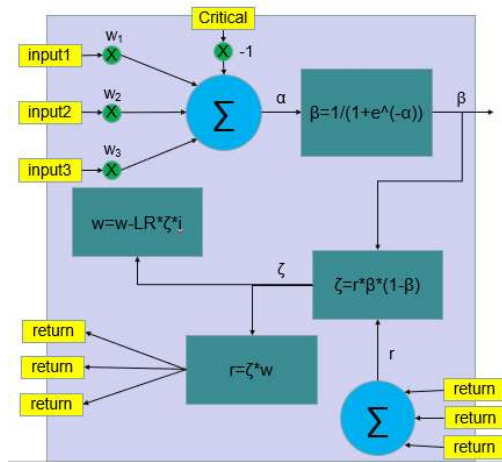 Critical
w₁
input1
X
X
-1
w₂
input2
X
Σ
α
β=1/(1+e^(-α))
β
w₃
input3
X
w=w-LR*ζ*i
ζ
ζ=r*β*(1-β)
return
return
return
r=ζ*w
r
Σ
return
return
return